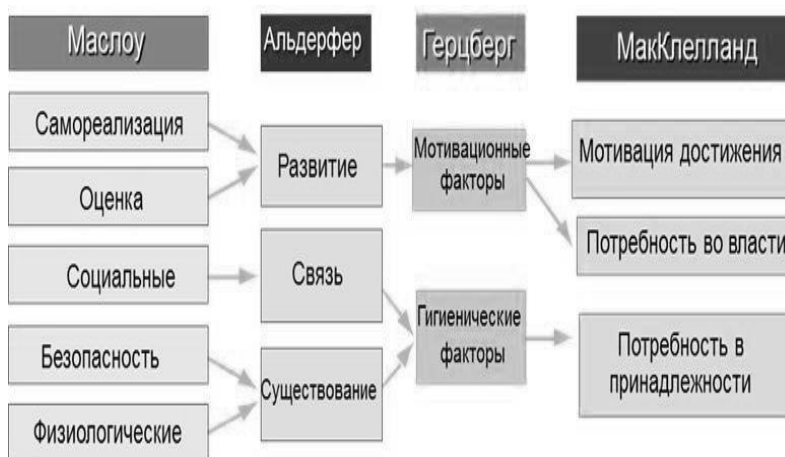 Маслоу
Альдерфер
Герцберг
МакКлелланд
Самореализация
Оценка
Социальные
Безопасность
Физиологические
Развитие
Связь
Существование
Мотивационные
факторы
Гигиенические
факторы
Мотивация достижения
Потребность во власти
Потребность в
принадлежности